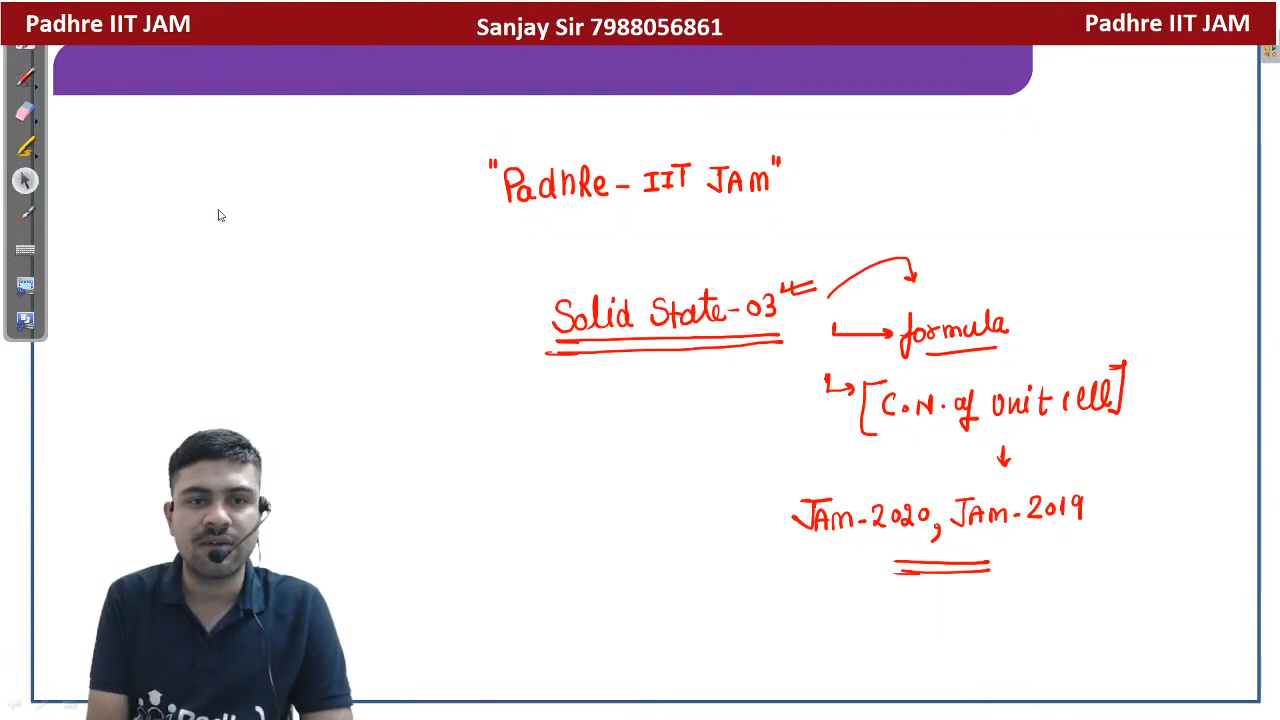 Padhre IIT JAM
Sanjay Sir 7988056861
Padhre IIT JAM
"PadhRe - IIT JAM"
Solid State-03
formula
[C.N. of unit cell]
JAM-2020, JAM-2019
Padhre